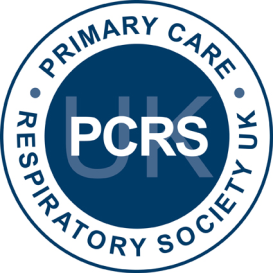 PRIMARY CARE
UK
PCRS
RESPIRATORY SOCIETY UK